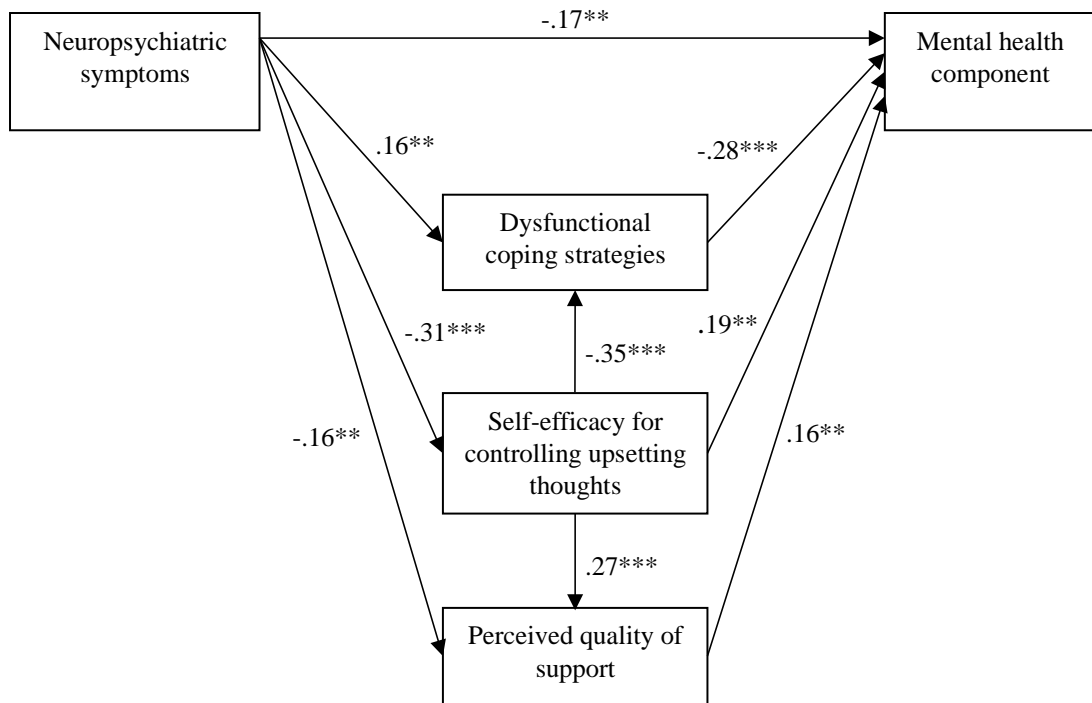 Neuropsychiatric
symptoms
-.17**
Mental health
component
.16**
-.28***
Dysfunctional
coping strategies
-.31***
-.35***
.19**
Self-efficacy for
controlling upsetting
thoughts
-.16**
.16**
.27***
Perceived quality of
support